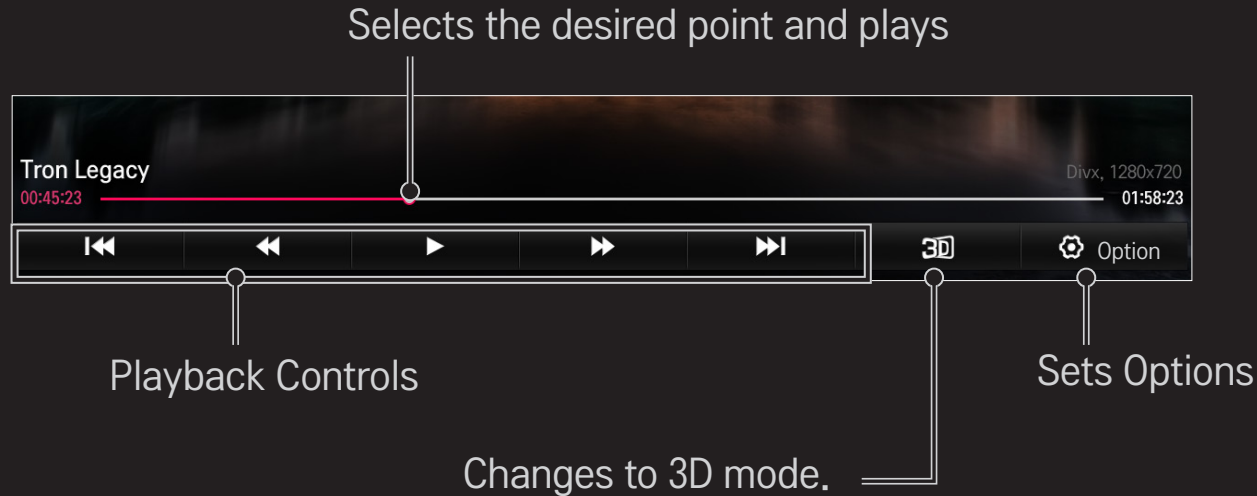 Selects the desired point and plays
Tron Legacy
Divx, 1280x720
00:45:23
01:58:23
3D
Option
Playback Controls
Sets Options
Changes to 3D mode.